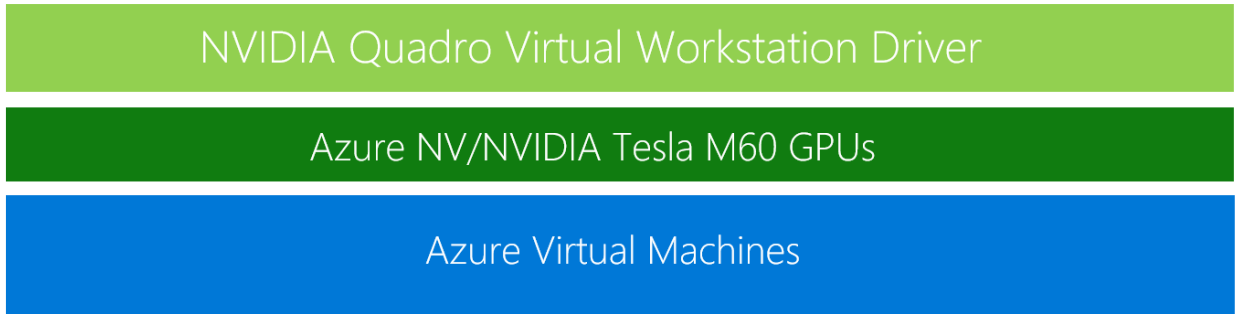 NVIDIA Quadro Virtual Workstation Driver
Azure NV/NVIDIA Tesla M60 GPUs
Azure Virtual Machines